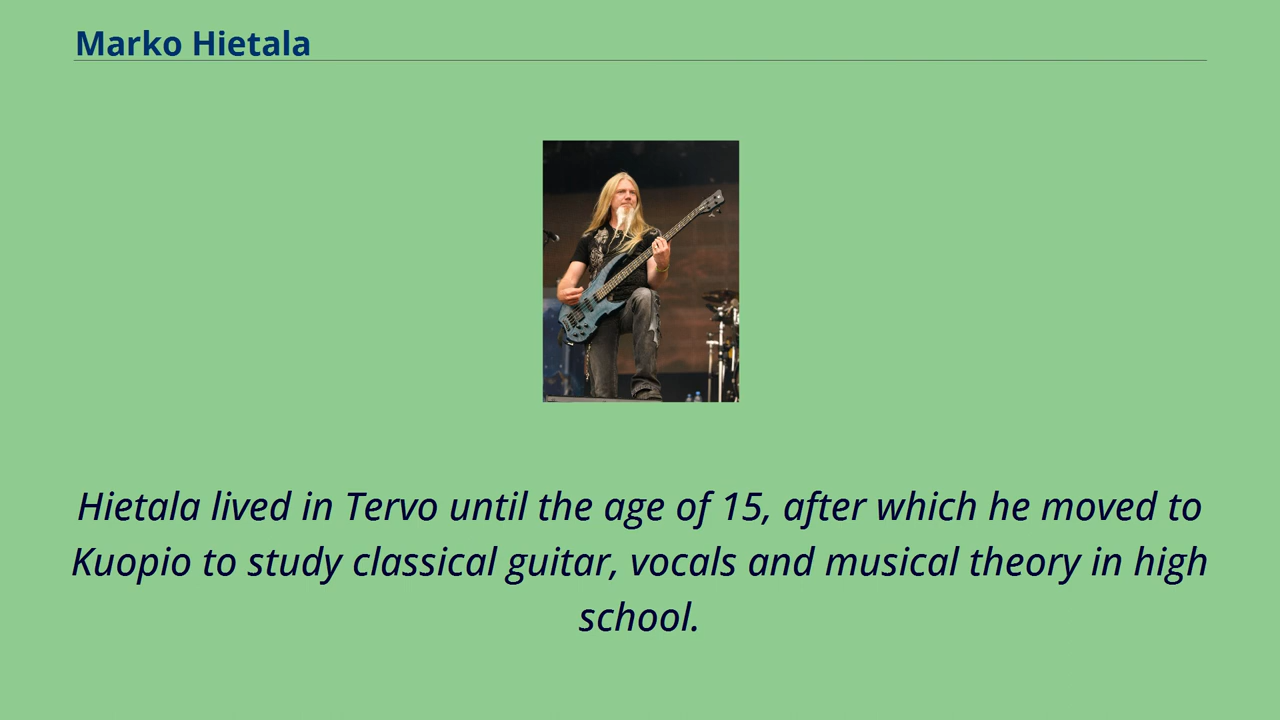 Marko Hietala
Hietala lived in Tervo until the age of 15, after which he moved to
Kuopio to study classical guitar, vocals and musical theory in high
school.